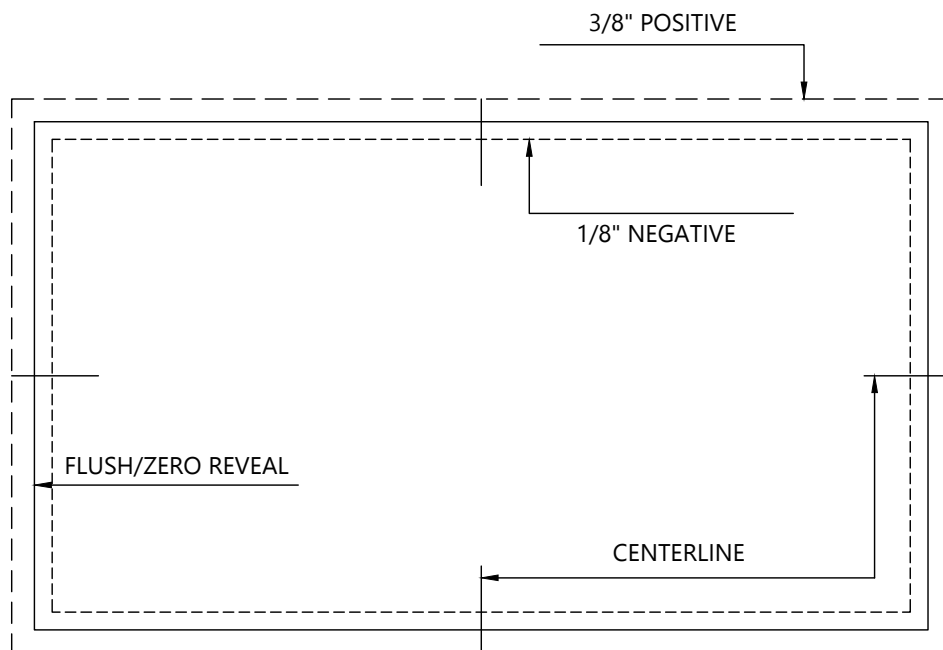 3/8" POSITIVE
1/8" NEGATIVE
FLUSH/ZERO REVEAL
CENTERLINE